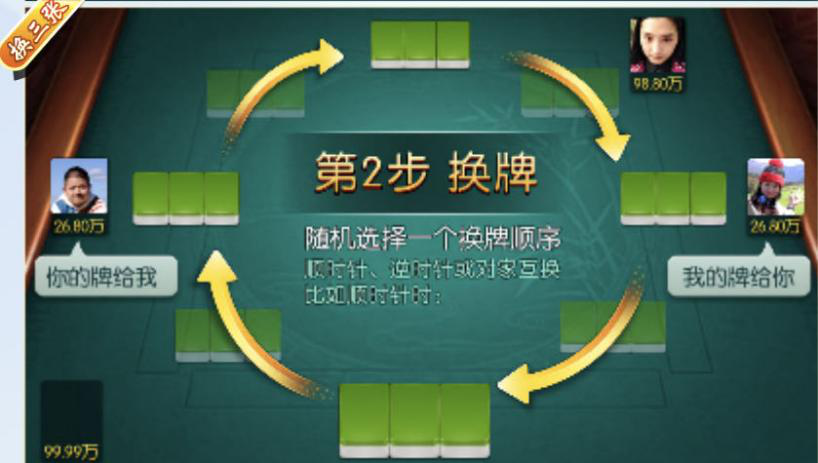 换三张
98.80万
第2步 换牌
26.80万
26.80万
随机选择一个换牌顺序
顺时针、逆时针或对家互换
比如顺时针时:
你的牌给我
我的牌给你
99.99万